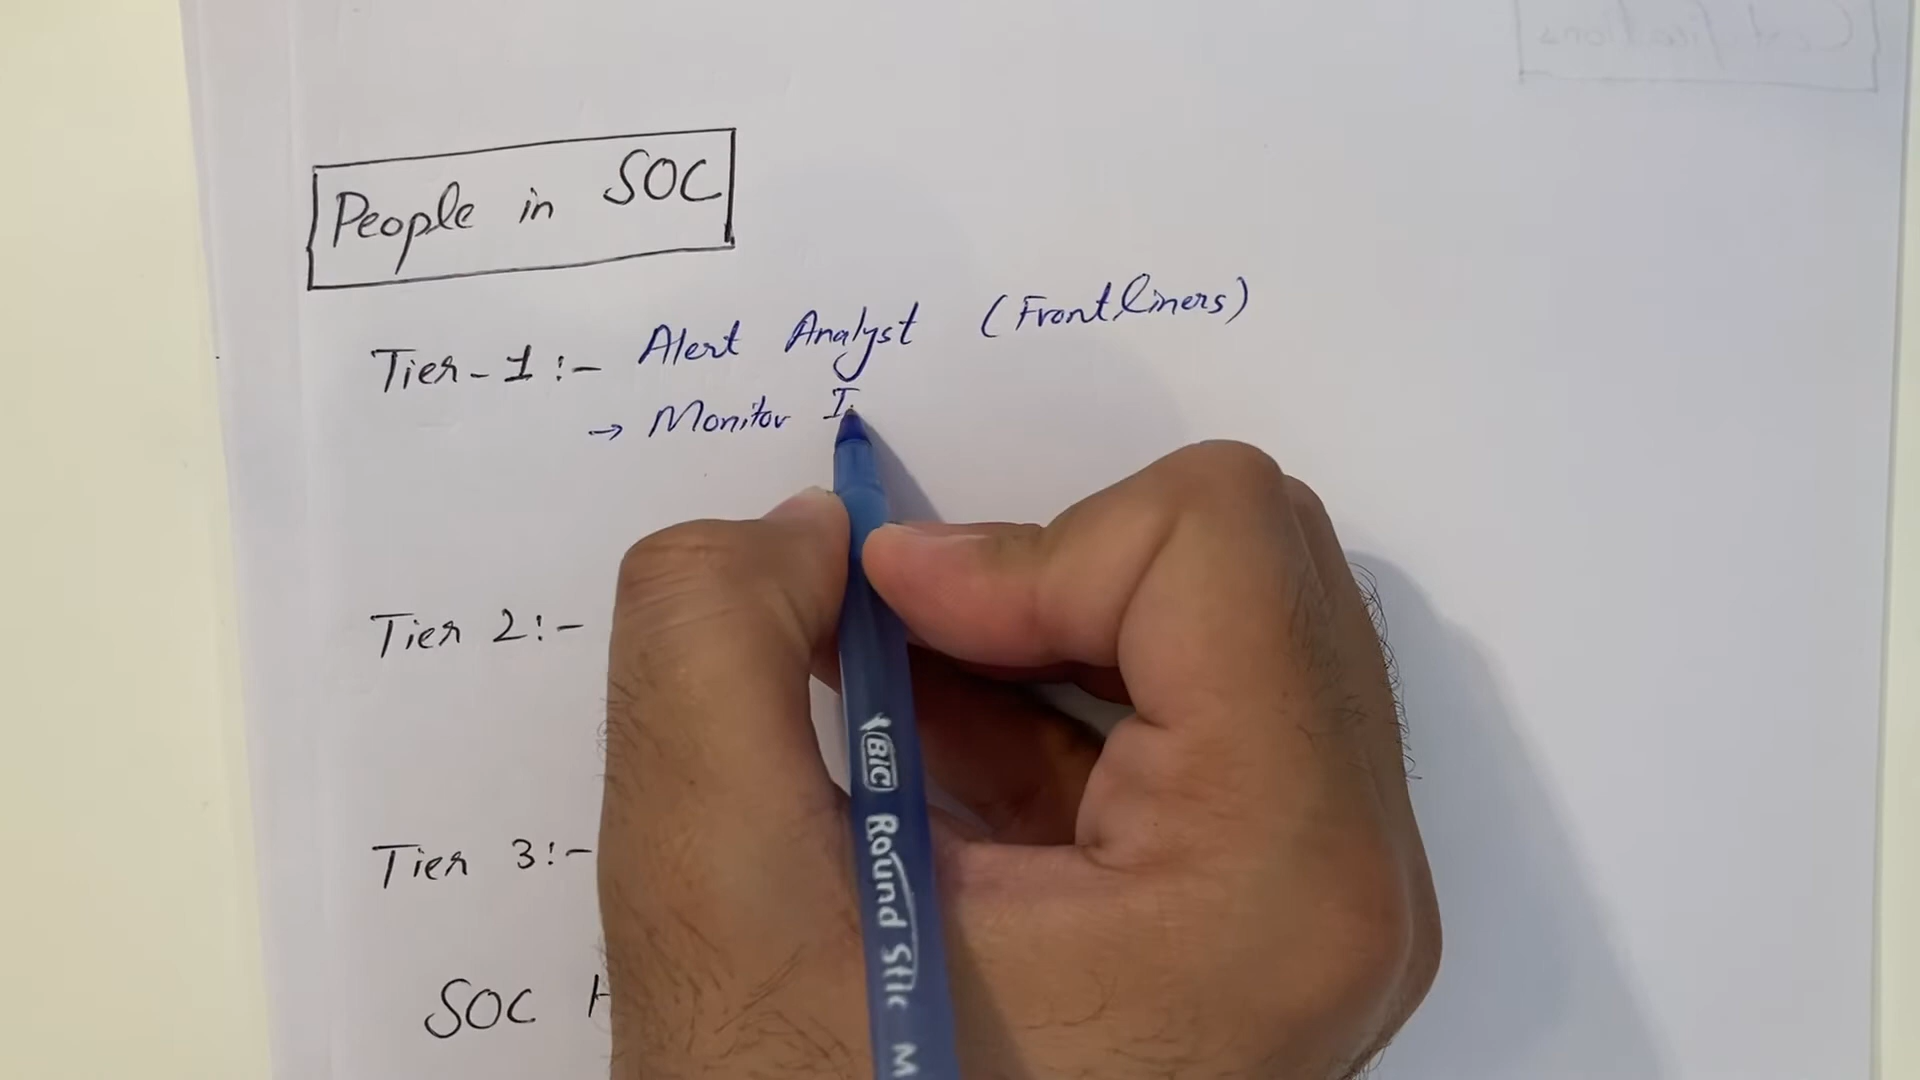 People in SOC
Tier-1:- Alert Analyst (Frontliners)
→ Monitor I
Tier 2:-
Tier 3:-
SOC
BIC Round Stic M